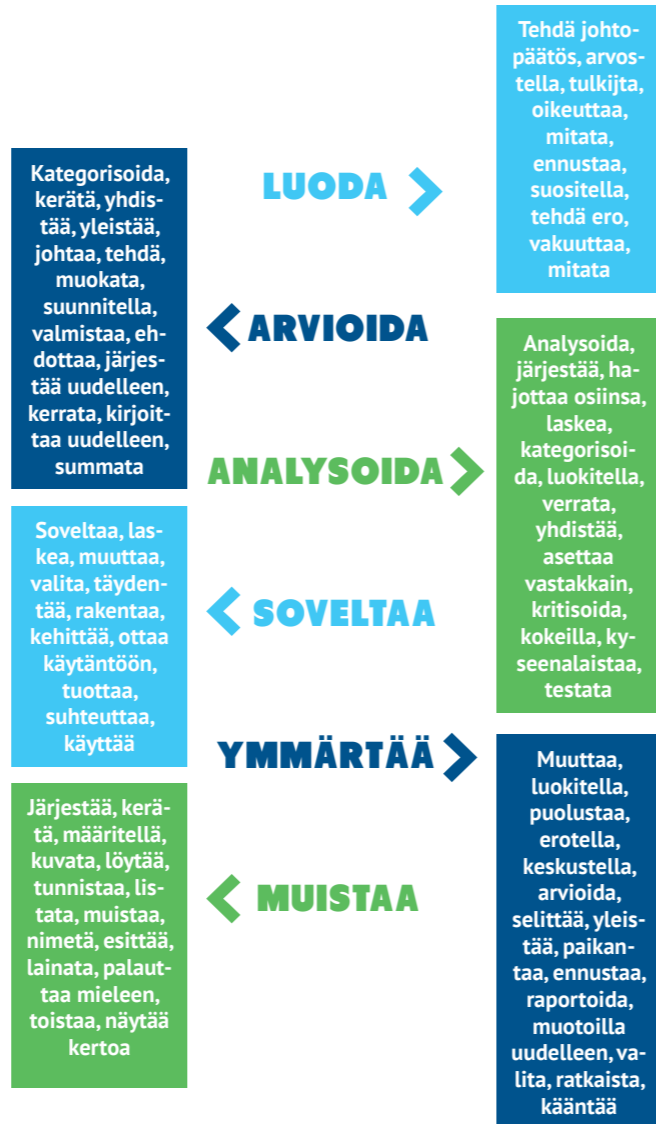 LUODA
Tehdä johto-
päätös, arvos-
tella, tulkijta,
oikeuttaa,
mitata,
ennustaa,
suositella,
tehdä ero,
vakuuttaa,
mitata
Kategorisoida,
kerätä, yhdis-
tää, yleistää,
johtaa, tehdä,
muokata,
suunnitella,
valmistaa, eh-
dottaa, järjes-
tää uudelleen,
kerrata, kirjoit-
taa uudelleen,
summata
ARVIOIDA
ANALYSOIDA
Analysoida,
järjestää, ha-
jottaa osiinsa,
laskea,
kategorisoi-
da, luokitella,
verrata,
yhdistää,
asettaa
vastakkain,
kritisoida,
kokeilla, ky-
seenalaistaa,
testata
Soveltaa, las-
kea, muuttaa,
valita, täyden-
tää, rakentaa,
kehittää, ottaa
käytäntöön,
tuottaa,
suhteuttaa,
käyttää
SOVELTAA
YMMÄRTÄÄ
Muuttaa,
luokitella,
puolustaa,
erotella,
keskustella,
arvioida,
selittää, yleis-
tää, paikan-
taa, ennustaa,
raportoida,
muotoilla
uudelleen, va-
lita, ratkaista,
kääntää
Järjestää, kerä-
tä, määritellä,
kuvata, löytää,
tunnistaa, lis-
tata, muistaa,
nimetä, esittää,
lainata, palaut-
taa mieleen,
toistaa, näytää
kertoa
MUISTAA